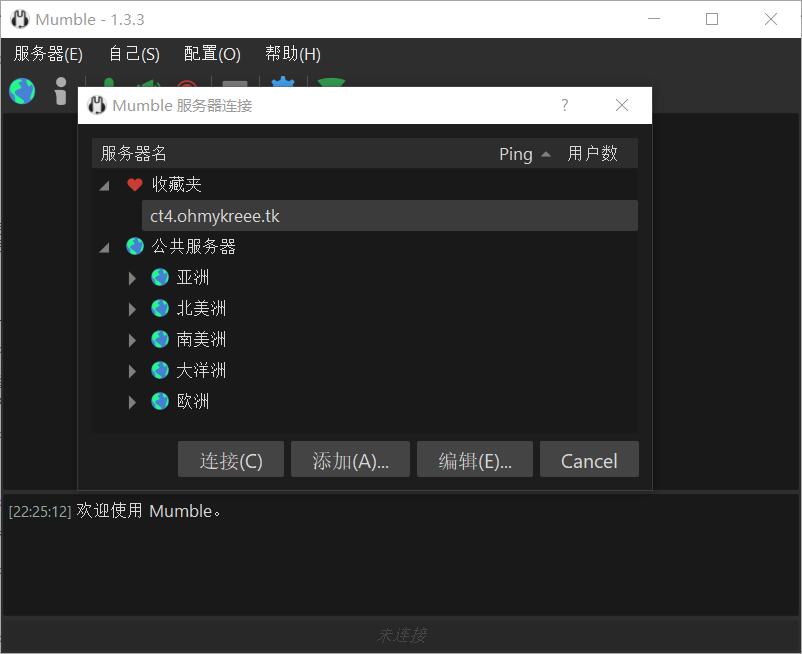 Mumble - 1.3.3
服务器(E) 自己(S) 配置(O) 帮助(H)
Mumble 服务器连接 ?
服务器名 Ping 用户数
收藏夹
ct4.ohmykreee.tk
公共服务器
亚洲
北美洲
南美洲
大洋洲
欧洲
连接(C) 添加(A)... 编辑(E)... Cancel
[22:25:12] 欢迎使用 Mumble。
未连接